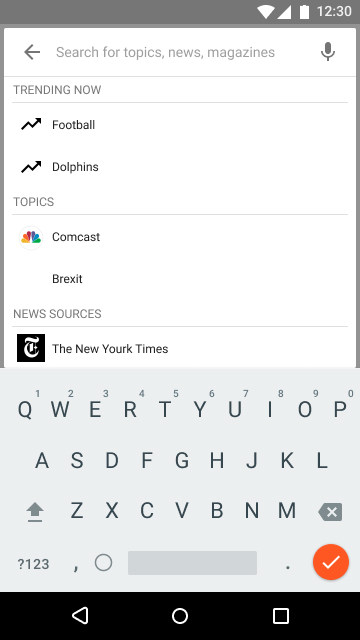 12:30
Search for topics, news, magazines
TRENDING NOW
Football
Dolphins
TOPICS
Comcast
Brexit
NEWS SOURCES
T
The New Yourk Times
1 2 3 4 5 6 7 8 9 0
Q W E R T Y U I O P
A S D F G H J K L
Z X C V B N M
?123 , .